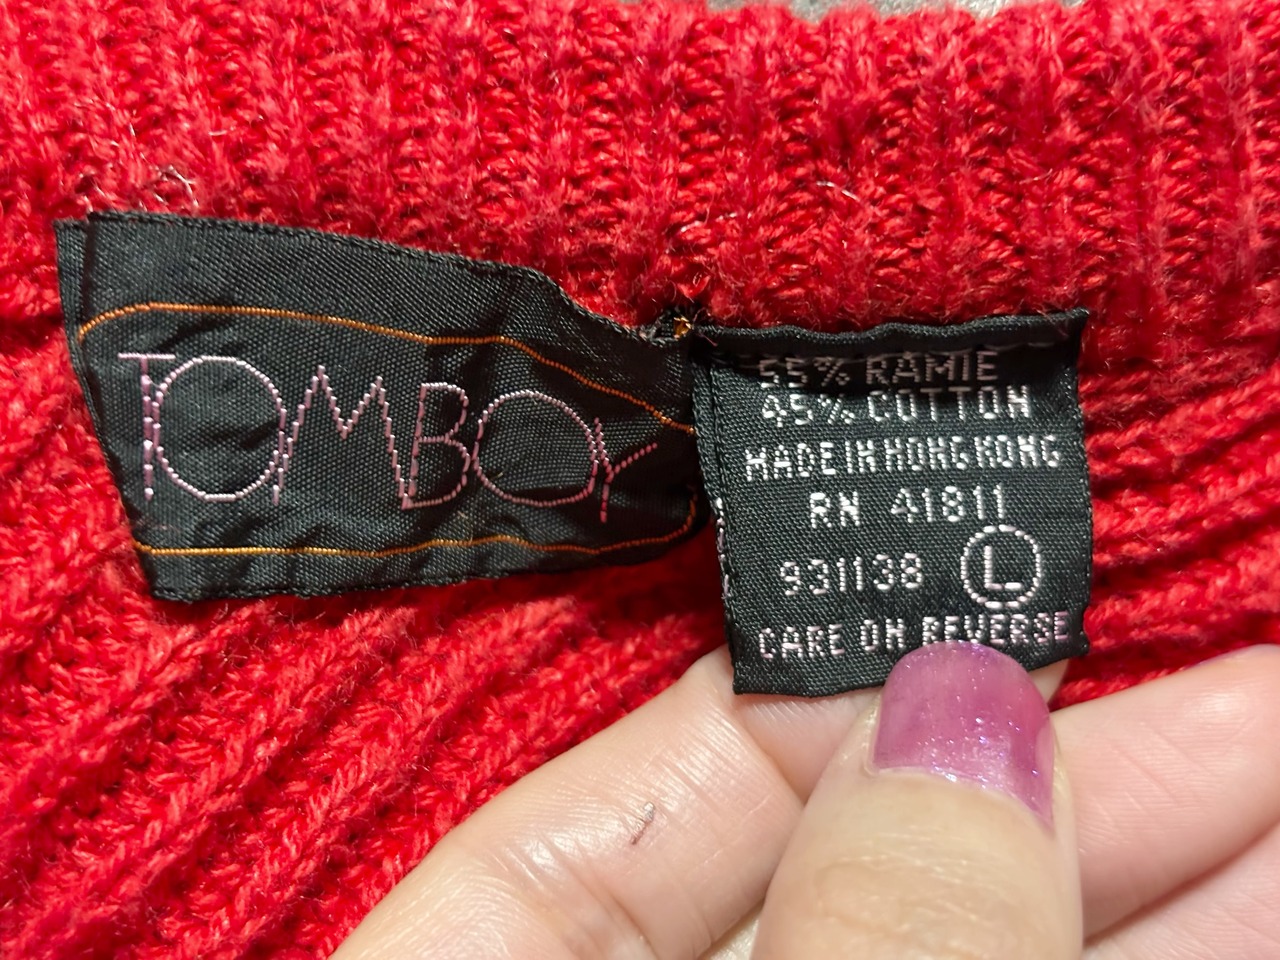 TOMBOY
55% RAMIE
45% COTTON
MADE IN HONG KONG
RN 41811
931138 L
CARE ON REVERSE